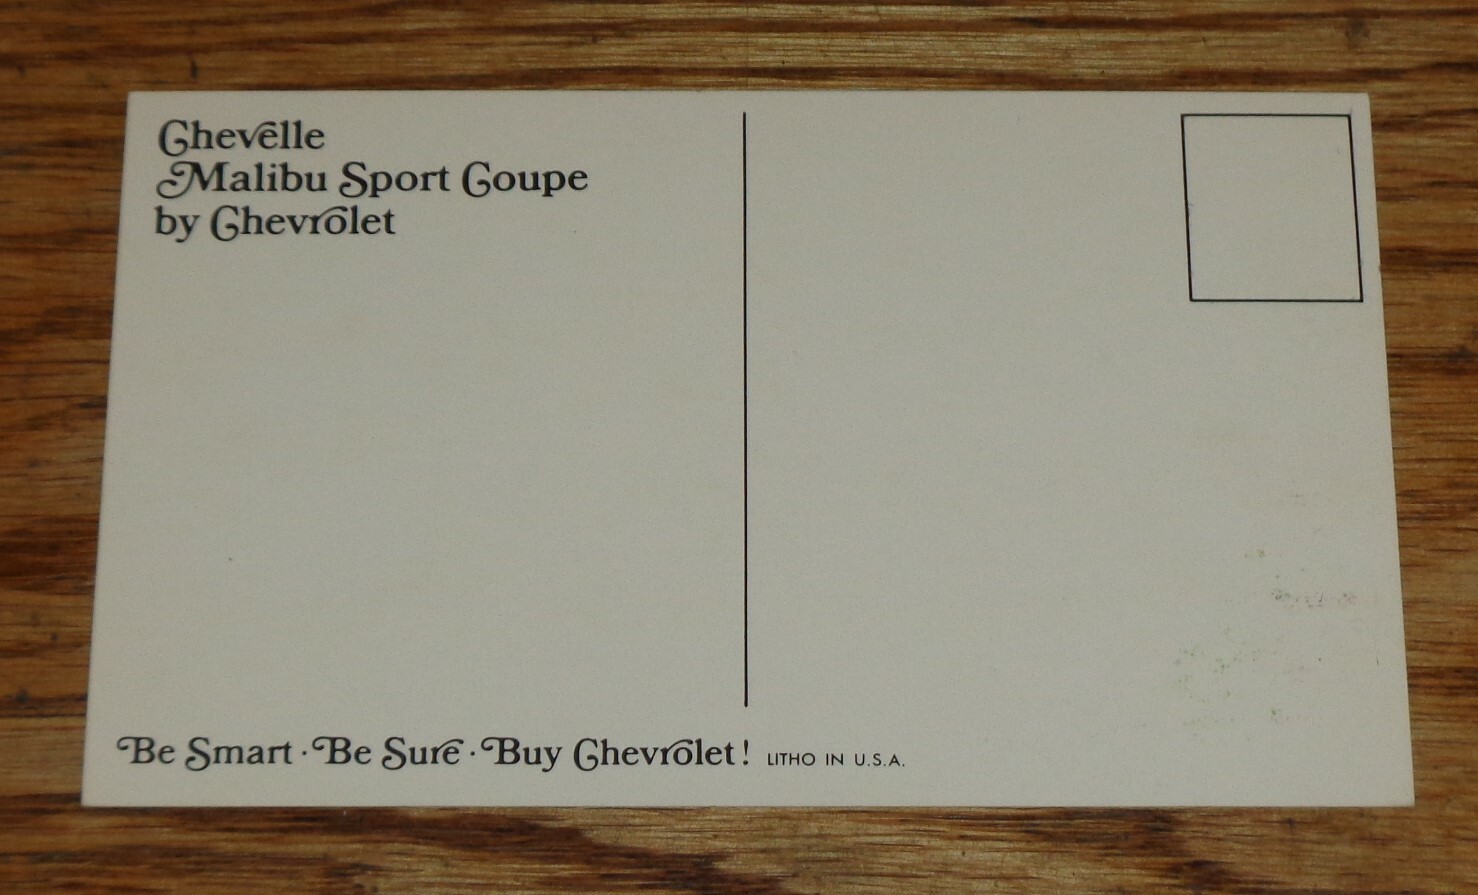 Chevelle
Malibu Sport Coupe
by Chevrolet
Be Smart · Be Sure · Buy Chevrolet! LITHO IN U.S.A.